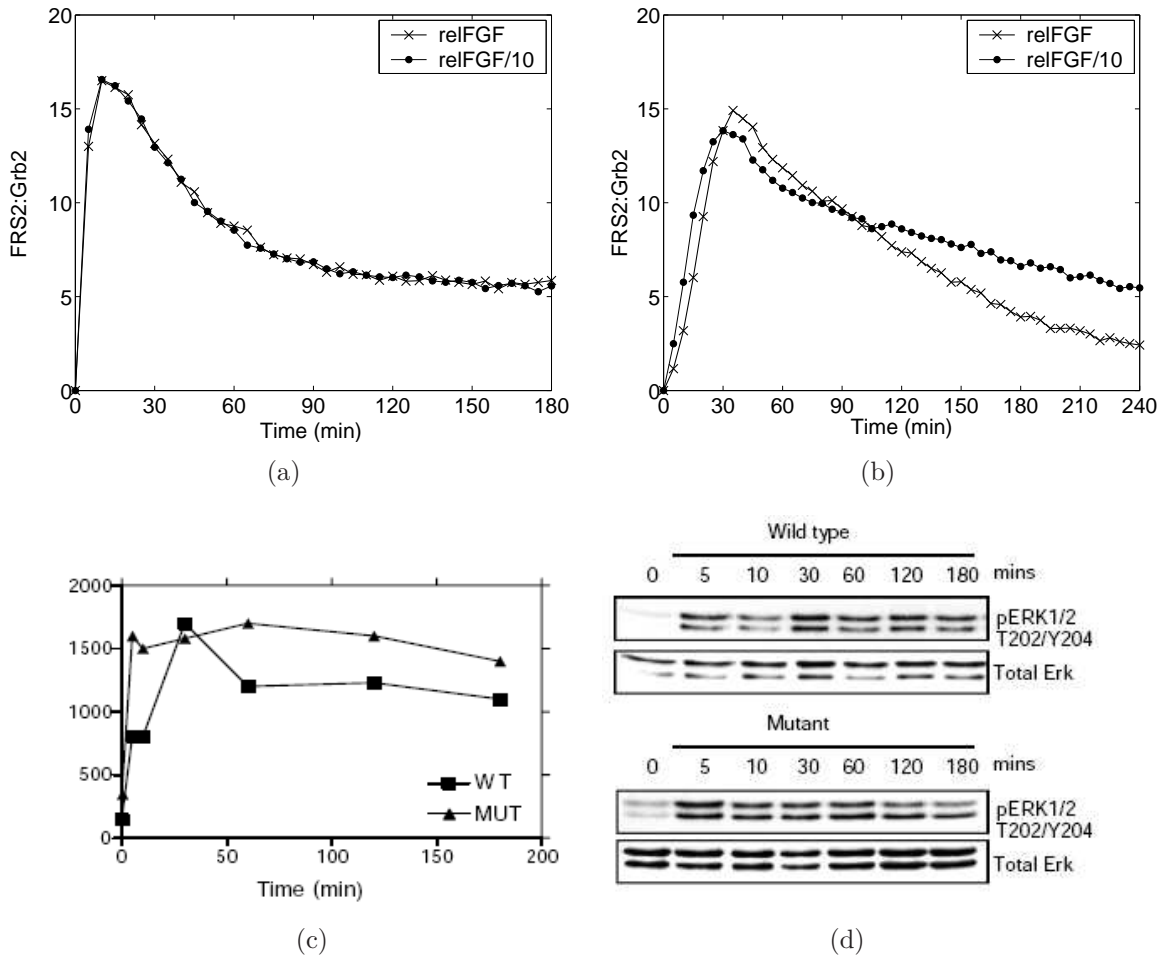 20
15
10
5
0
FRS2:Grb2
relFGF
relFGF/10
0 30 60 90 120 150 180
Time (min)
(a)
20
15
10
5
0
FRS2:Grb2
relFGF
relFGF/10
0 30 60 90 120 150 180 210 240
Time (min)
(b)
2000
1500
1000
500
0
WT
MUT
0 50 100 150 200
Time (min)
(c)
Wild type
0 5 10 30 60 120 180 mins
pERK1/2
T202/Y204
Total Erk
Mutant
0 5 10 30 60 120 180 mins
pERK1/2
T202/Y204
Total Erk
(d)